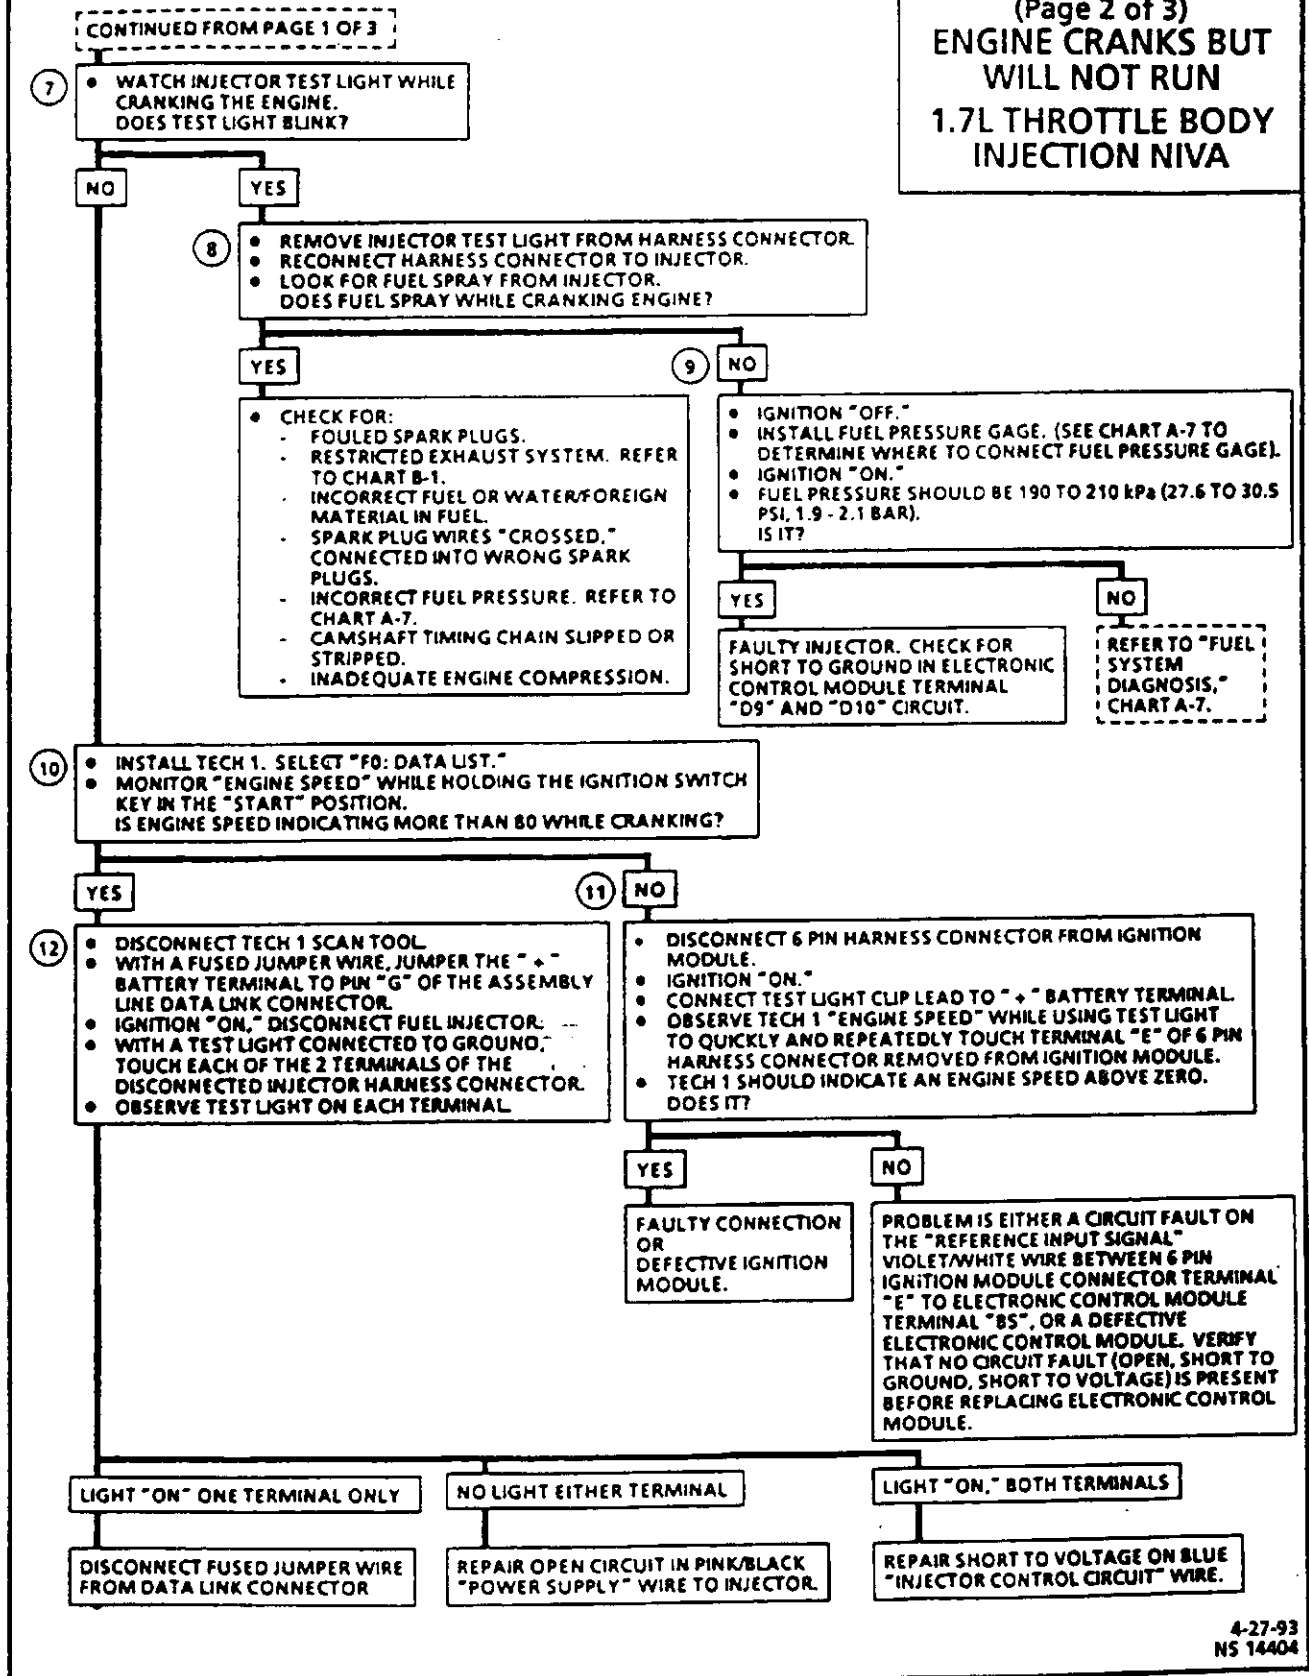 CONTINUED FROM PAGE 1 OF 3
(Page 2 of 3)
ENGINE CRANKS BUT
WILL NOT RUN
1.7L THROTTLE BODY
INJECTION NIVA
7
• WATCH INJECTOR TEST LIGHT WHILE
CRANKING THE ENGINE.
DOES TEST LIGHT BLINK?
NO
YES
8
• REMOVE INJECTOR TEST LIGHT FROM HARNESS CONNECTOR.
• RECONNECT HARNESS CONNECTOR TO INJECTOR.
• LOOK FOR FUEL SPRAY FROM INJECTOR.
DOES FUEL SPRAY WHILE CRANKING ENGINE?
YES
9
NO
• CHECK FOR:
- FOULED SPARK PLUGS.
- RESTRICTED EXHAUST SYSTEM. REFER
TO CHART B-1.
- INCORRECT FUEL OR WATER/FOREIGN
MATERIAL IN FUEL.
- SPARK PLUG WIRES "CROSSED,"
CONNECTED INTO WRONG SPARK
PLUGS.
- INCORRECT FUEL PRESSURE. REFER TO
CHART A-7.
- CAMSHAFT TIMING CHAIN SLIPPED OR
STRIPPED.
- INADEQUATE ENGINE COMPRESSION.
• IGNITION "OFF."
• INSTALL FUEL PRESSURE GAGE. (SEE CHART A-7 TO
DETERMINE WHERE TO CONNECT FUEL PRESSURE GAGE).
• IGNITION "ON."
• FUEL PRESSURE SHOULD BE 190 TO 210 kPa (27.6 TO 30.5
PSI, 1.9 - 2.1 BAR).
IS IT?
YES
NO
FAULTY INJECTOR. CHECK FOR
SHORT TO GROUND IN ELECTRONIC
CONTROL MODULE TERMINAL
"D9" AND "D10" CIRCUIT.
REFER TO "FUEL
SYSTEM
DIAGNOSIS,"
CHART A-7.
10
• INSTALL TECH 1. SELECT "F0: DATA LIST."
• MONITOR "ENGINE SPEED" WHILE HOLDING THE IGNITION SWITCH
KEY IN THE "START" POSITION.
IS ENGINE SPEED INDICATING MORE THAN 80 WHILE CRANKING?
YES
11
NO
12
• DISCONNECT TECH 1 SCAN TOOL.
• WITH A FUSED JUMPER WIRE, JUMPER THE "+"
BATTERY TERMINAL TO PIN "G" OF THE ASSEMBLY
LINE DATA LINK CONNECTOR.
• IGNITION "ON," DISCONNECT FUEL INJECTOR.
• WITH A TEST LIGHT CONNECTED TO GROUND,
TOUCH EACH OF THE 2 TERMINALS OF THE
DISCONNECTED INJECTOR HARNESS CONNECTOR.
• OBSERVE TEST LIGHT ON EACH TERMINAL.
• DISCONNECT 6 PIN HARNESS CONNECTOR FROM IGNITION
MODULE.
• IGNITION "ON."
• CONNECT TEST LIGHT CLIP LEAD TO "+" BATTERY TERMINAL.
• OBSERVE TECH 1 "ENGINE SPEED" WHILE USING TEST LIGHT
TO QUICKLY AND REPEATEDLY TOUCH TERMINAL "E" OF 6 PIN
HARNESS CONNECTOR REMOVED FROM IGNITION MODULE.
• TECH 1 SHOULD INDICATE AN ENGINE SPEED ABOVE ZERO.
DOES IT?
YES
NO
FAULTY CONNECTION
OR
DEFECTIVE IGNITION
MODULE.
PROBLEM IS EITHER A CIRCUIT FAULT ON
THE "REFERENCE INPUT SIGNAL"
VIOLET/WHITE WIRE BETWEEN 6 PIN
IGNITION MODULE CONNECTOR TERMINAL
"E" TO ELECTRONIC CONTROL MODULE
TERMINAL "B5", OR A DEFECTIVE
ELECTRONIC CONTROL MODULE. VERIFY
THAT NO CIRCUIT FAULT (OPEN, SHORT TO
GROUND, SHORT TO VOLTAGE) IS PRESENT
BEFORE REPLACING ELECTRONIC CONTROL
MODULE.
LIGHT "ON" ONE TERMINAL ONLY
NO LIGHT EITHER TERMINAL
LIGHT "ON," BOTH TERMINALS
DISCONNECT FUSED JUMPER WIRE
FROM DATA LINK CONNECTOR
REPAIR OPEN CIRCUIT IN PINK/BLACK
"POWER SUPPLY" WIRE TO INJECTOR.
REPAIR SHORT TO VOLTAGE ON BLUE
"INJECTOR CONTROL CIRCUIT" WIRE.
4-27-93
NS 14404